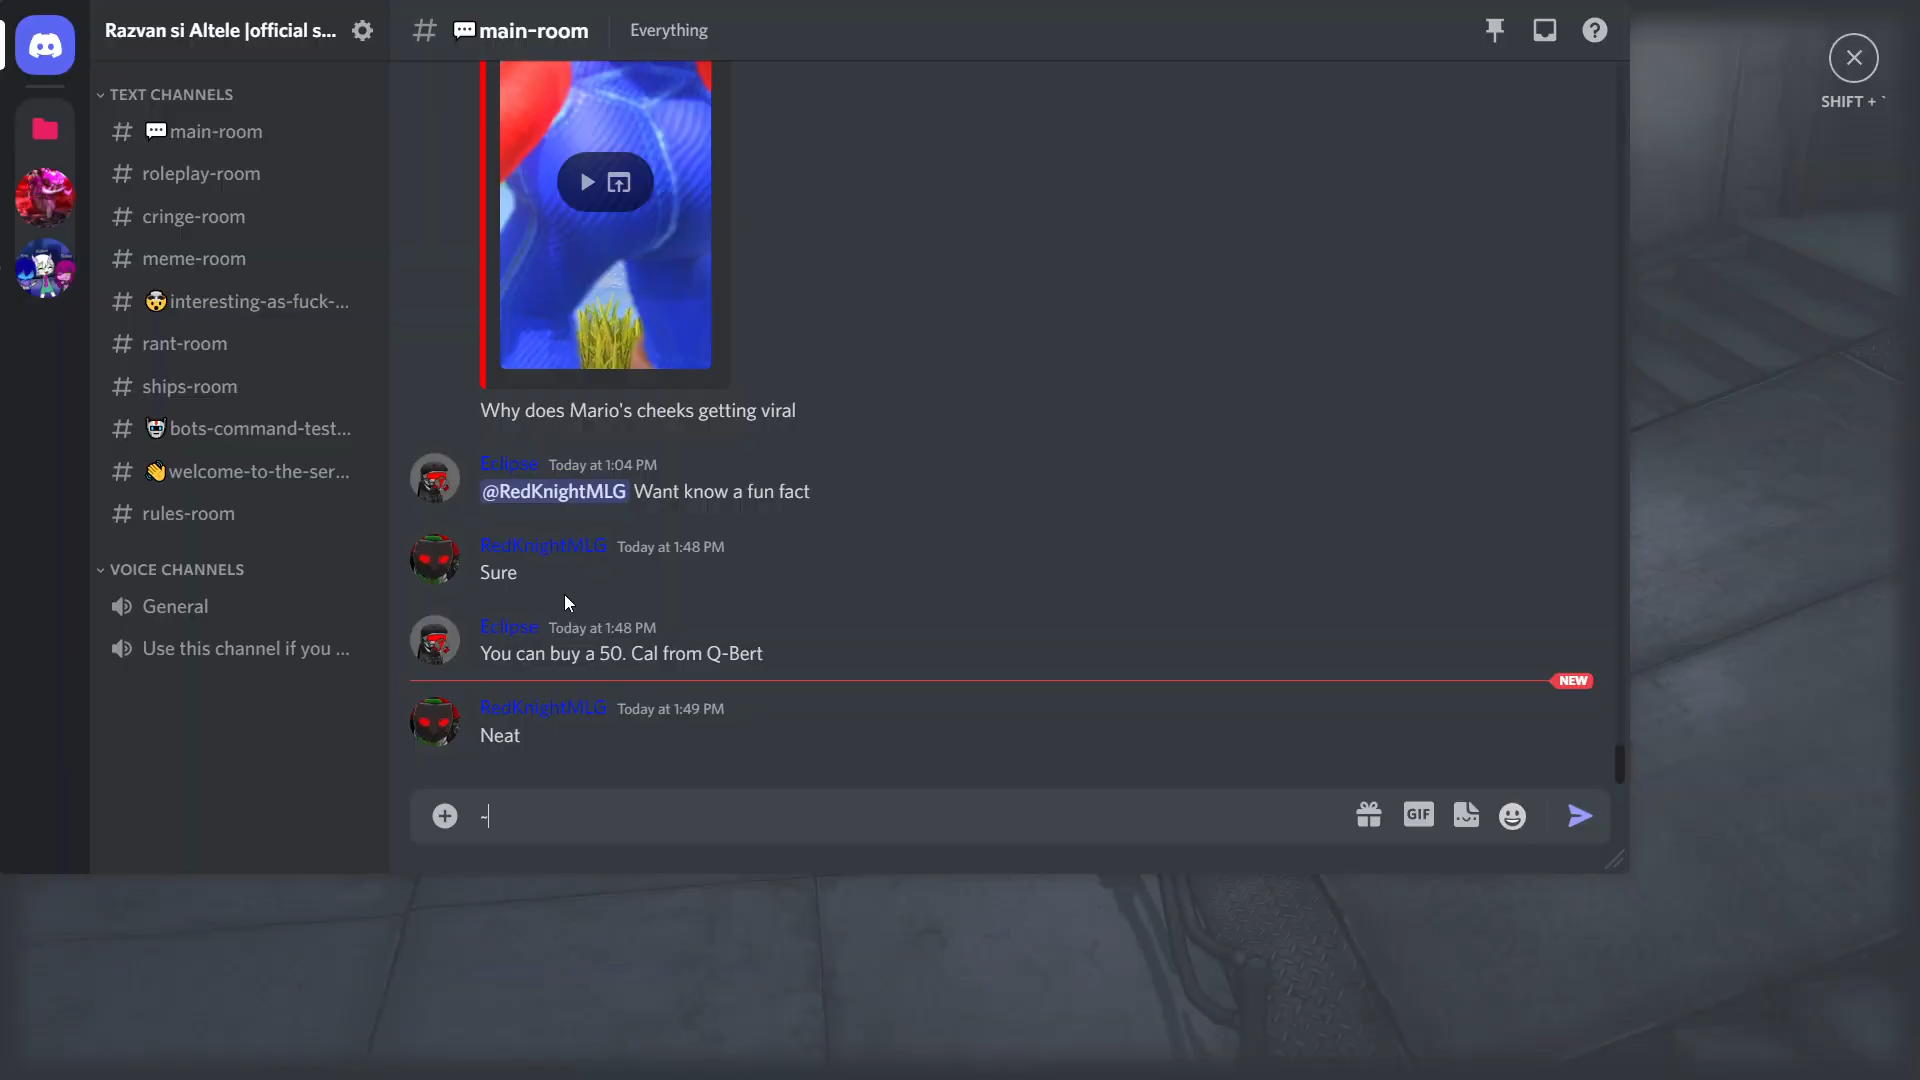 Razvan si Altele |official s...
💬main-room
Everything
SHIFT + `
TEXT CHANNELS
💬main-room
roleplay-room
cringe-room
meme-room
🤯interesting-as-fuck-...
rant-room
ships-room
🤖bots-command-test...
👋welcome-to-the-ser...
rules-room
VOICE CHANNELS
General
Use this channel if you ...
Why does Mario's cheeks getting viral
Eclipse Today at 1:04 PM
@RedKnightMLG Want know a fun fact
RedKnightMLG Today at 1:48 PM
Sure
Eclipse Today at 1:48 PM
You can buy a 50. Cal from Q-Bert
NEW
RedKnightMLG Today at 1:49 PM
Neat
~
GIF